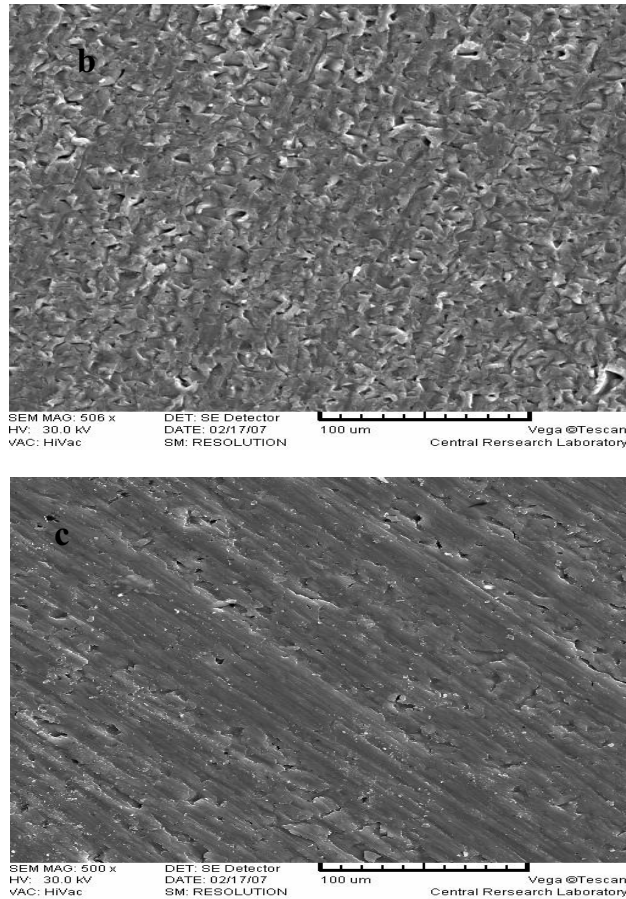 b
SEM MAG: 506 x DET: SE Detector
HV: 30.0 kV DATE: 02/17/07 100 um Vega ©Tescan
VAC: HiVac SM: RESOLUTION Central Rersearch Laboratory
c
SEM MAG: 500 x DET: SE Detector
HV: 30.0 kV DATE: 02/17/07 100 um Vega ©Tescan
VAC: HiVac SM: RESOLUTION Central Rersearch Laboratory